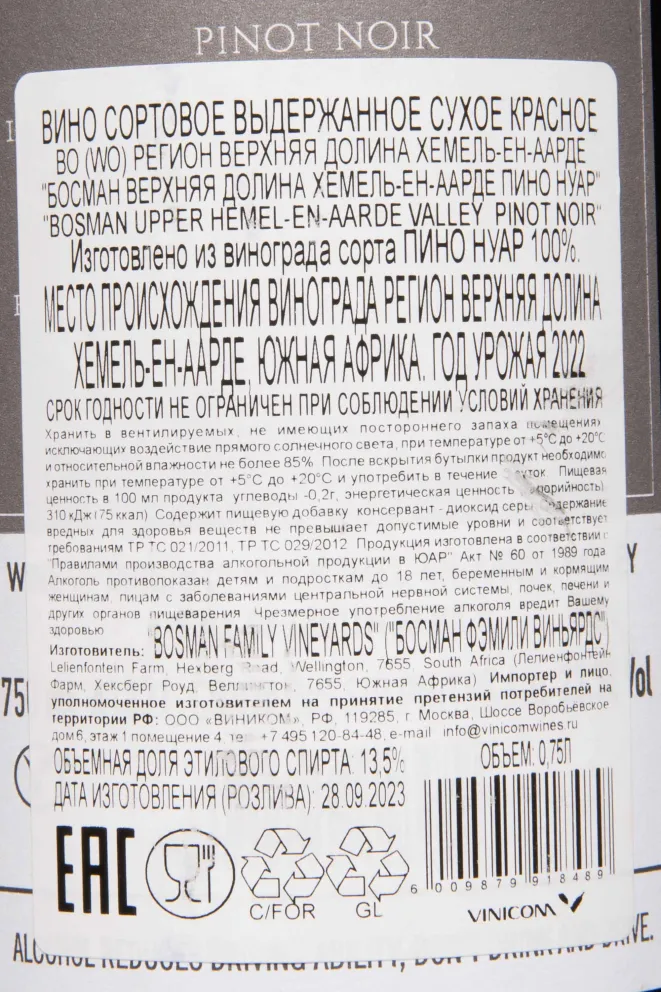 PINOT NOIR
ВИНО СОРТОВОЕ ВЫДЕРЖАННОЕ СУХОЕ КРАСНОЕ
ВО (WO) РЕГИОН ВЕРХНЯЯ ДОЛИНА ХЕМЕЛЬ-ЕН-ААРДЕ
"БОСМАН ВЕРХНЯЯ ДОЛИНА ХЕМЕЛЬ-ЕН-ААРДЕ ПИНО НУАР"
"BOSMAN UPPER HEMEL-EN-AARDE VALLEY PINOT NOIR"
Изготовлено из винограда сорта ПИНО НУАР 100%.
МЕСТО ПРОИСХОЖДЕНИЯ ВИНОГРАДА РЕГИОН ВЕРХНЯЯ ДОЛИНА
ХЕМЕЛЬ-ЕН-ААРДЕ, ЮЖНАЯ АФРИКА. ГОД УРОЖАЯ 2022
СРОК ГОДНОСТИ НЕ ОГРАНИЧЕН ПРИ СОБЛЮДЕНИИ УСЛОВИЙ ХРАНЕНИЯ
Хранить в вентилируемых, не имеющих постороннего запаха помещениях
исключающих воздействие прямого солнечного света, при температуре от +5°C до +20°C
и относительной влажности не более 85% После вскрытия бутылки продукт необходимо
хранить при температуре от +5°C до +20°C и употребить в течение суток. Пищевая
ценность в 100 мл продукта углеводы -0,2г, энергетическая ценность (калорийность)
310 кДж (75 ккал) Содержит пищевую добавку консервант - диоксид серы Содержание
вредных для здоровья веществ не превышает допустимые уровни и соответствует
требованиям ТР ТС 021/2011, ТР ТС 029/2012 Продукция изготовлена в соответствии с
"Правилами производства алкогольной продукции в ЮАР" Акт № 60 от 1989 года
Алкоголь противопоказан детям и подросткам до 18 лет, беременным и кормящим
женщинам, лицам с заболеваниями центральной нервной системы, почек, печени и
других органов пищеварения Чрезмерное употребление алкоголя вредит Вашему
здоровью
Изготовитель: "BOSMAN FAMILY VINEYARDS" ("БОСМАН ФЭМИЛИ ВИНЬЯРДС")
Lelienfontein Farm, Hexberg Road, Wellington, 7655, South Africa (Лелиенфонтейн
Фарм, Хексберг Роуд, Веллингтон, 7655, Южная Африка) Импортер и лицо,
уполномоченное изготовителем на принятие претензий потребителей на
территории РФ: ООО «ВИНИКОМ», РФ, 119285, г Москва, Шоссе Воробьевское,
дом 6, этаж 1 помещение 4, тел. +7 495 120-84-48, e-mail info@vinicomwines.ru
ОБЪЕМНАЯ ДОЛЯ ЭТИЛОВОГО СПИРТА: 13,5% ОБЪЕМ: 0,75Л
ДАТА ИЗГОТОВЛЕНИЯ (РОЗЛИВА): 28.09.2023
EAC
C/FOR GL
6 009879 918489
VINICOM
ALCOHOL REDUCES DRIVING ABILITY, DON'T DRINK AND DRIVE.